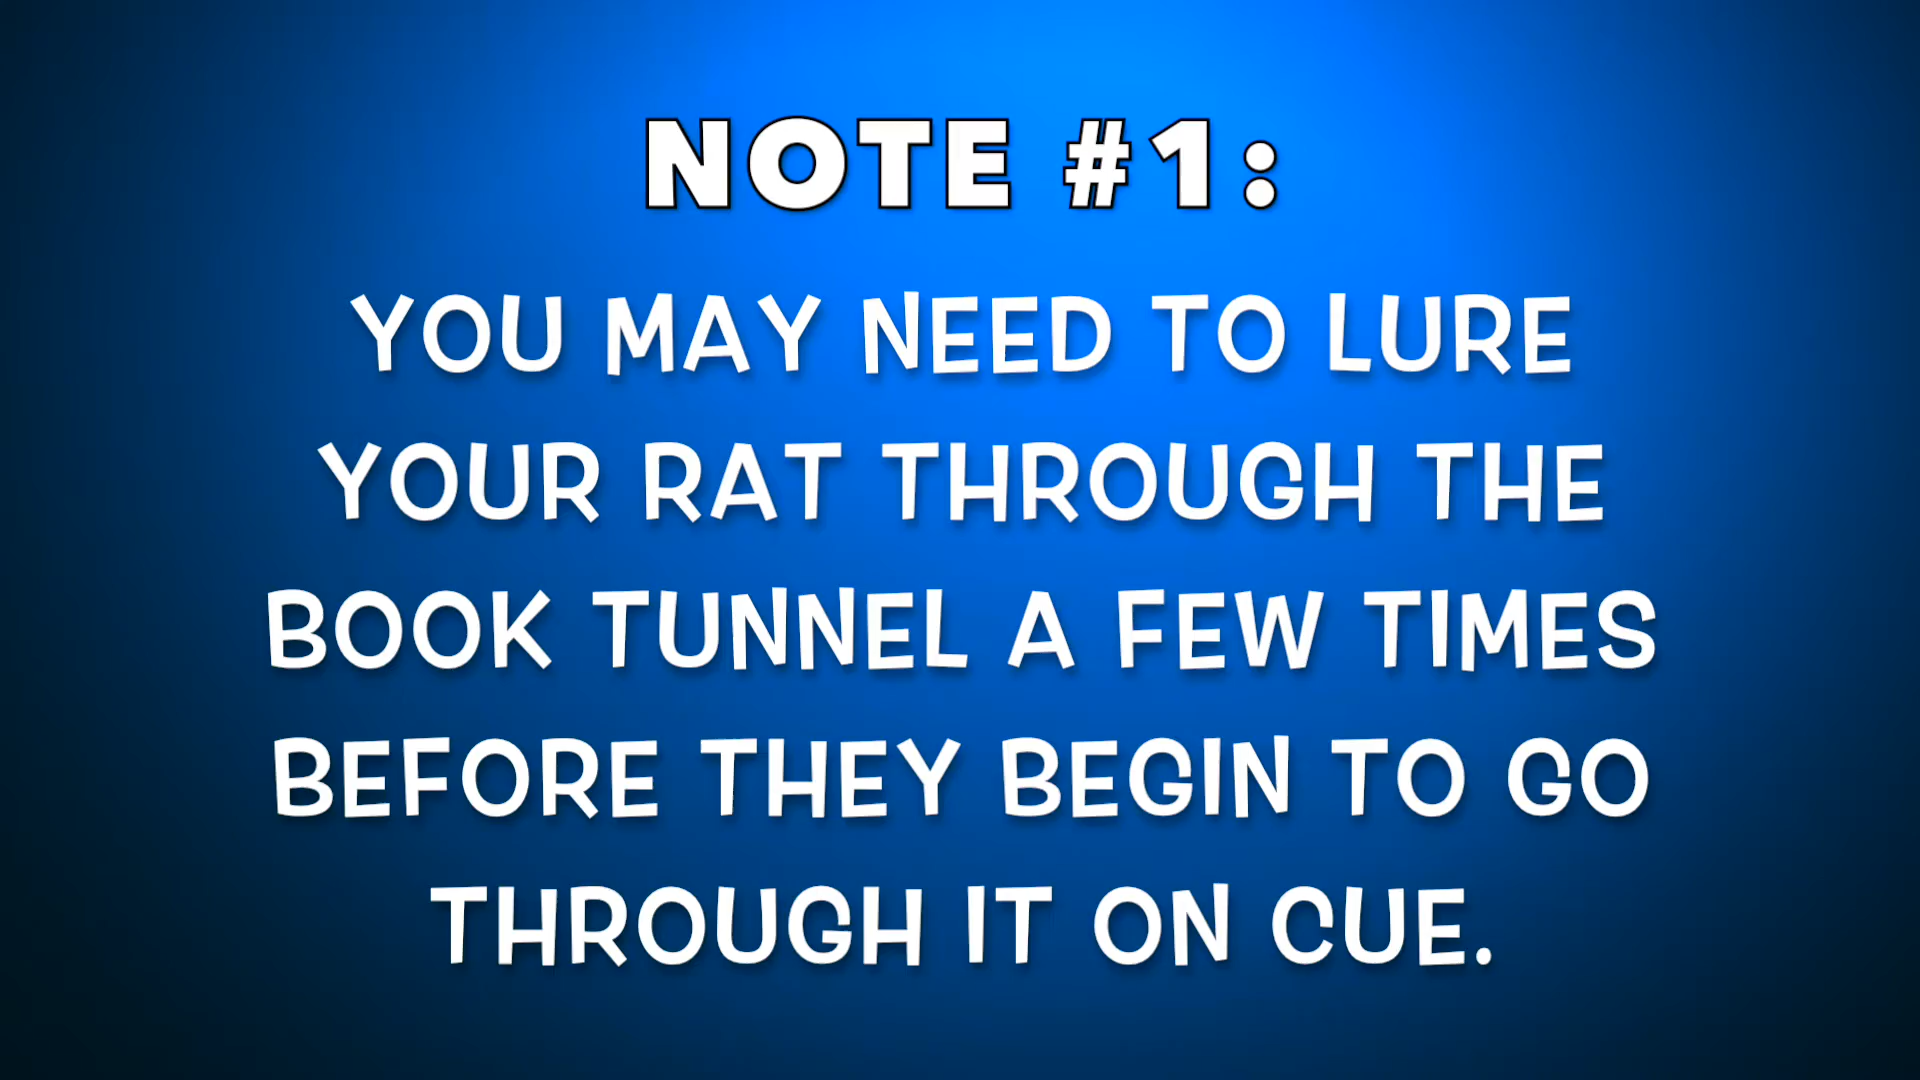 NOTE #1:
YOU MAY NEED TO LURE
YOUR RAT THROUGH THE
BOOK TUNNEL A FEW TIMES
BEFORE THEY BEGIN TO GO
THROUGH IT ON CUE.